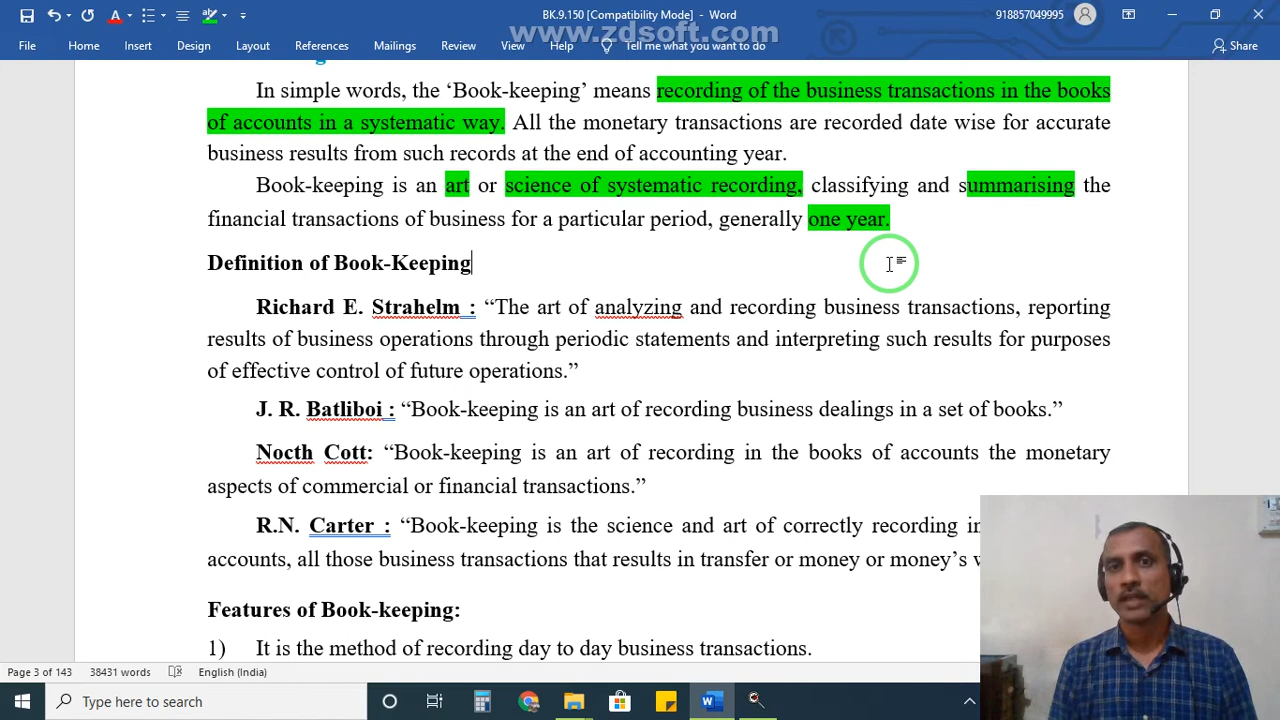 BK.9.150 [Compatibility Mode] - Word
918857049995
www.zdsoft.com
File Home Insert Design Layout References Mailings Review View Help Tell me what you want to do Share
In simple words, the ‘Book-keeping’ means recording of the business transactions in the books
of accounts in a systematic way. All the monetary transactions are recorded date wise for accurate
business results from such records at the end of accounting year.
Book-keeping is an art or science of systematic recording, classifying and summarising the
financial transactions of business for a particular period, generally one year.
Definition of Book-Keeping
Richard E. Strahelm : “The art of analyzing and recording business transactions, reporting
results of business operations through periodic statements and interpreting such results for purposes
of effective control of future operations.”
J. R. Batliboi : “Book-keeping is an art of recording business dealings in a set of books.”
Nocth Cott: “Book-keeping is an art of recording in the books of accounts the monetary
aspects of commercial or financial transactions.”
R.N. Carter : “Book-keeping is the science and art of correctly recording
accounts, all those business transactions that results in transfer or money or money’s
Features of Book-keeping:
1) It is the method of recording day to day business transactions.
Page 3 of 143 38431 words English (India)
Type here to search